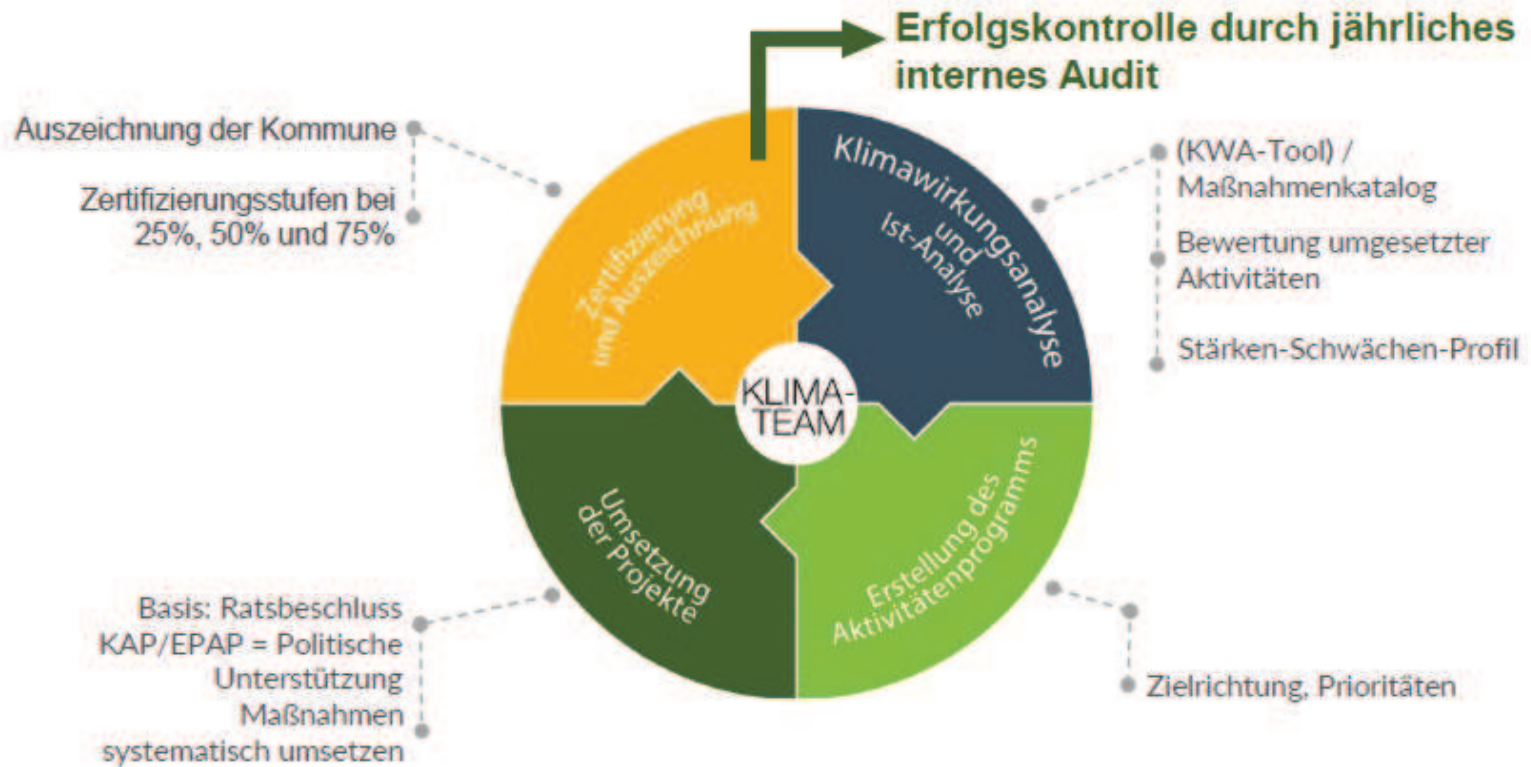 Erfolgskontrolle durch jährliches
internes Audit
Auszeichnung der Kommune
Zertifizierungsstufen bei
25%, 50% und 75%
Zertifizierung
und Auszeichnung
Klimawirkungsanalyse
und
Ist-Analyse
(KWA-Tool) /
Maßnahmenkatalog
Bewertung umgesetzter
Aktivitäten
Stärken-Schwächen-Profil
KLIMA-
TEAM
Umsetzung
der Projekte
Erstellung des
Aktivitätenprogramms
Basis: Ratsbeschluss
KAP/EPAP = Politische
Unterstützung
Maßnahmen
systematisch umsetzen
Zielrichtung, Prioritäten